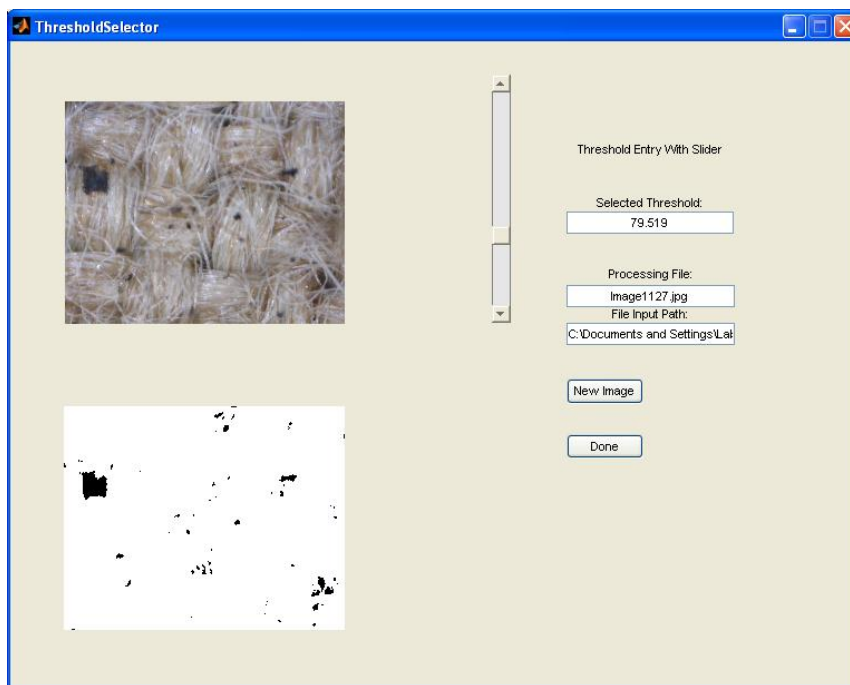 ThresholdSelector
Threshold Entry With Slider
Selected Threshold:
79.519
Processing File:
Image1127.jpg
File Input Path:
C:\Documents and Settings\Lab
New Image
Done